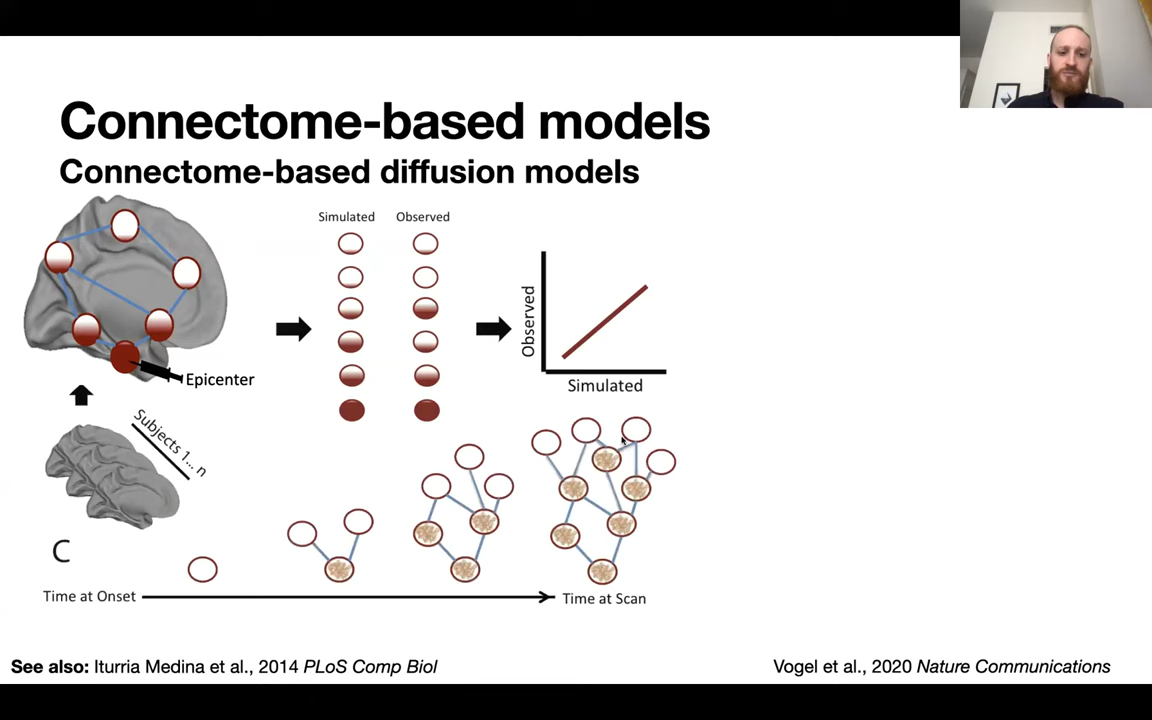 Connectome-based models
Connectome-based diffusion models
Simulated
Observed
Epicenter
Observed
Simulated
Subjects 1... n
C
Time at Onset
Time at Scan
See also: Iturria Medina et al., 2014 PLoS Comp Biol
Vogel et al., 2020 Nature Communications